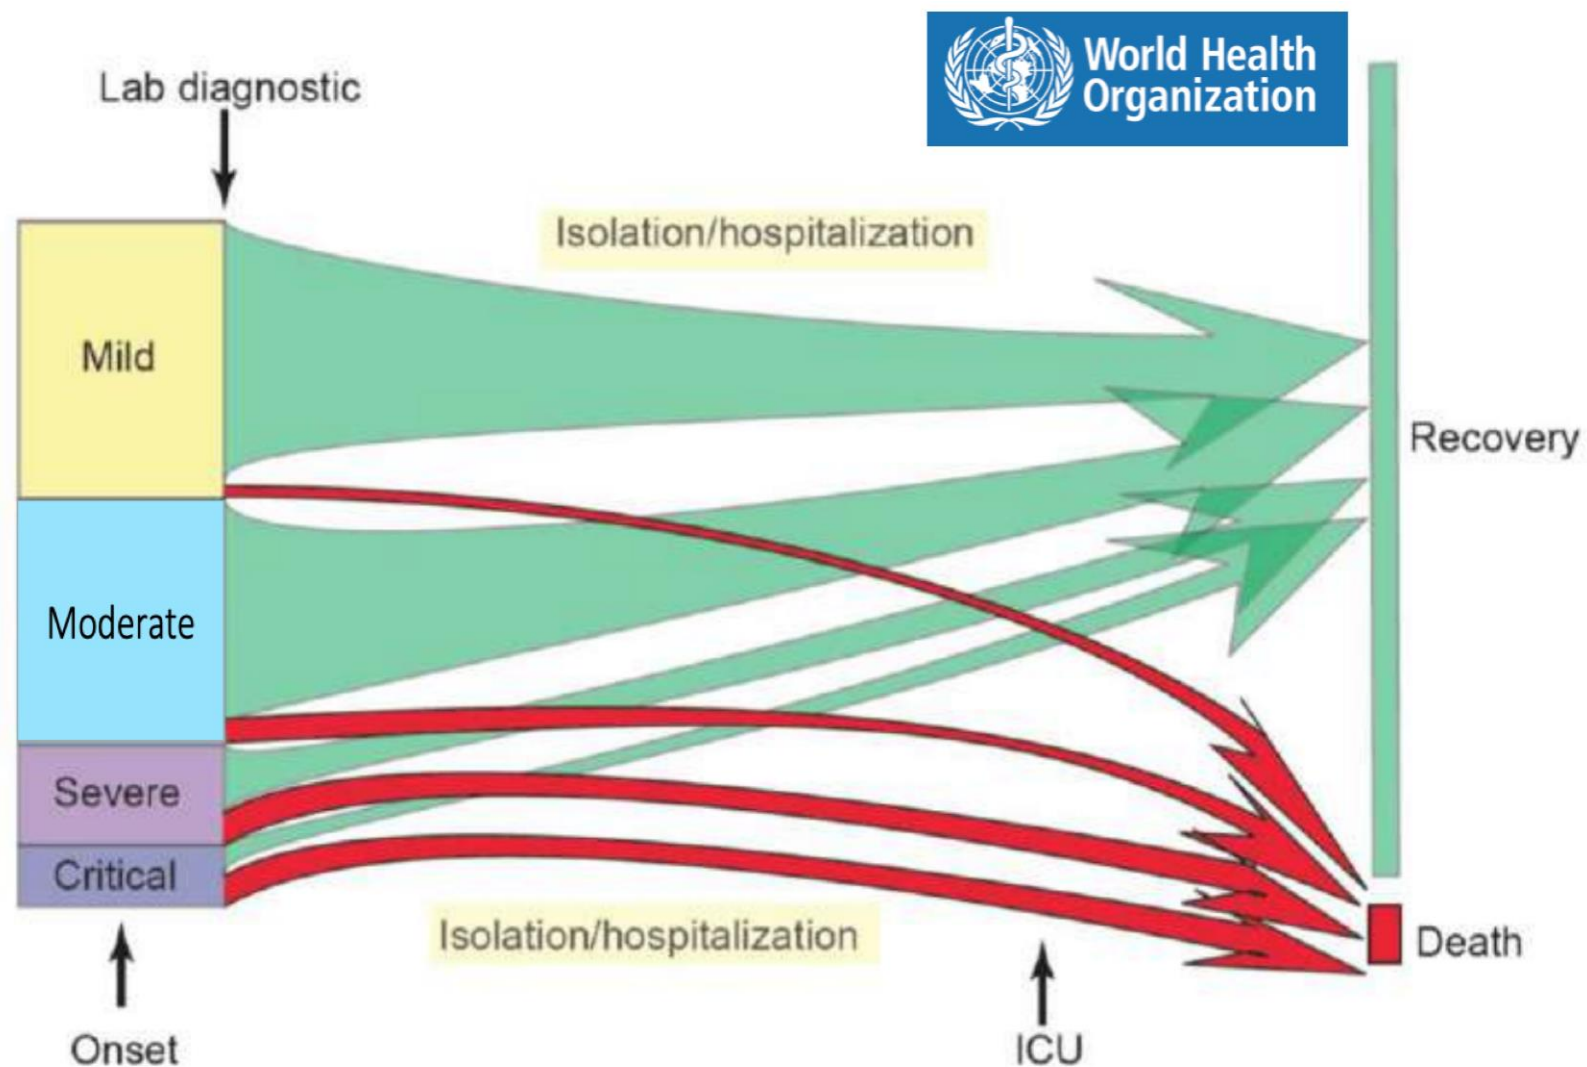 World Health
Organization
Lab diagnostic
Isolation/hospitalization
Mild
Recovery
Moderate
Severe
Critical
Isolation/hospitalization
Death
Onset
ICU